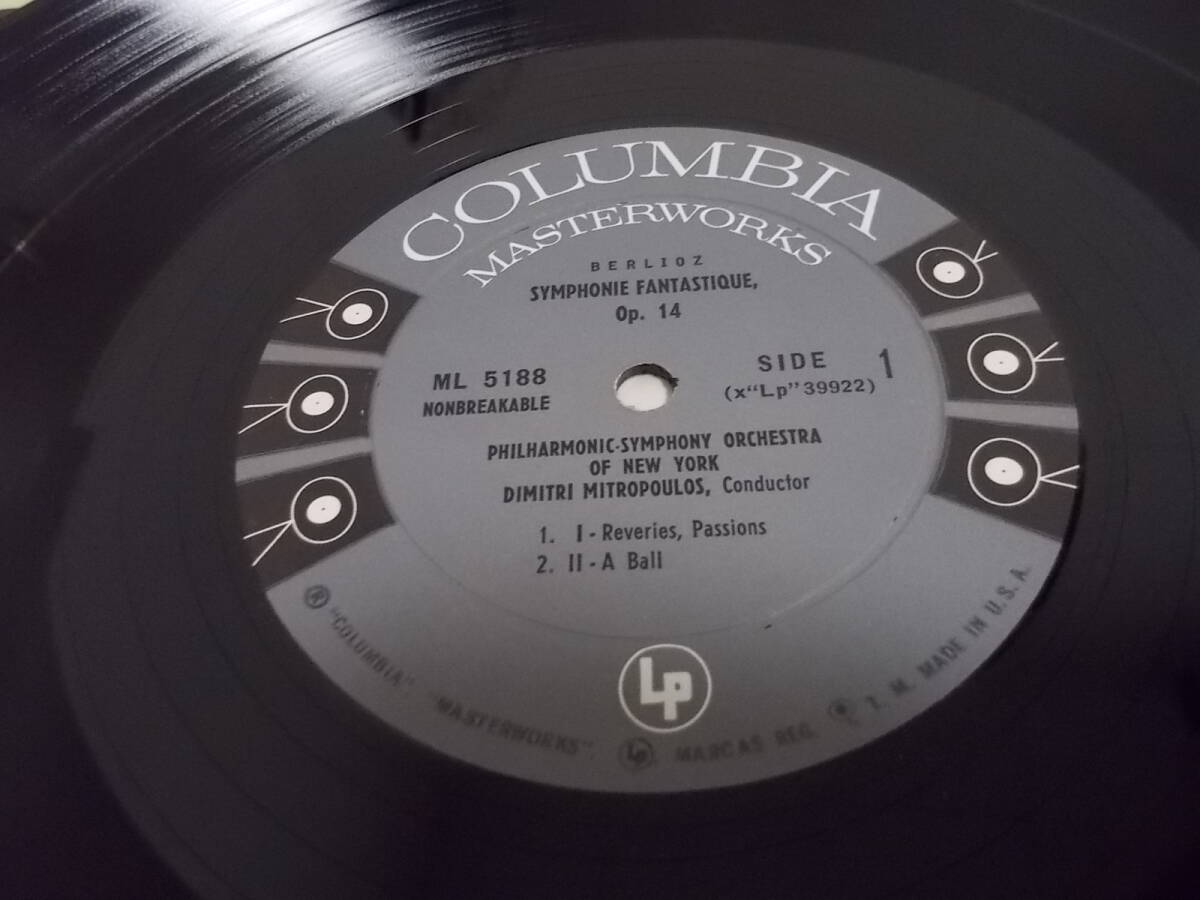 COLUMBIA
MASTERWORKS
BERLIOZ
SYMPHONIE FANTASTIQUE,
Op. 14
ML 5188
NONBREAKABLE
SIDE 1
(x"Lp"39922)
PHILHARMONIC-SYMPHONY ORCHESTRA
OF NEW YORK
DIMITRI MITROPOULOS, Conductor
1. I - Reveries, Passions
2. II - A Ball
Lp
® "COLUMBIA" "MASTERWORKS", Lp MARCAS REG. T. M. MADE IN U. S. A.